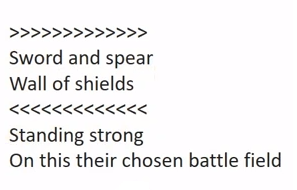 >>>>>>>>>>>>>
Sword and spear
Wall of shields
<<<<<<<<<<<<<
Standing strong
On this their chosen battle field